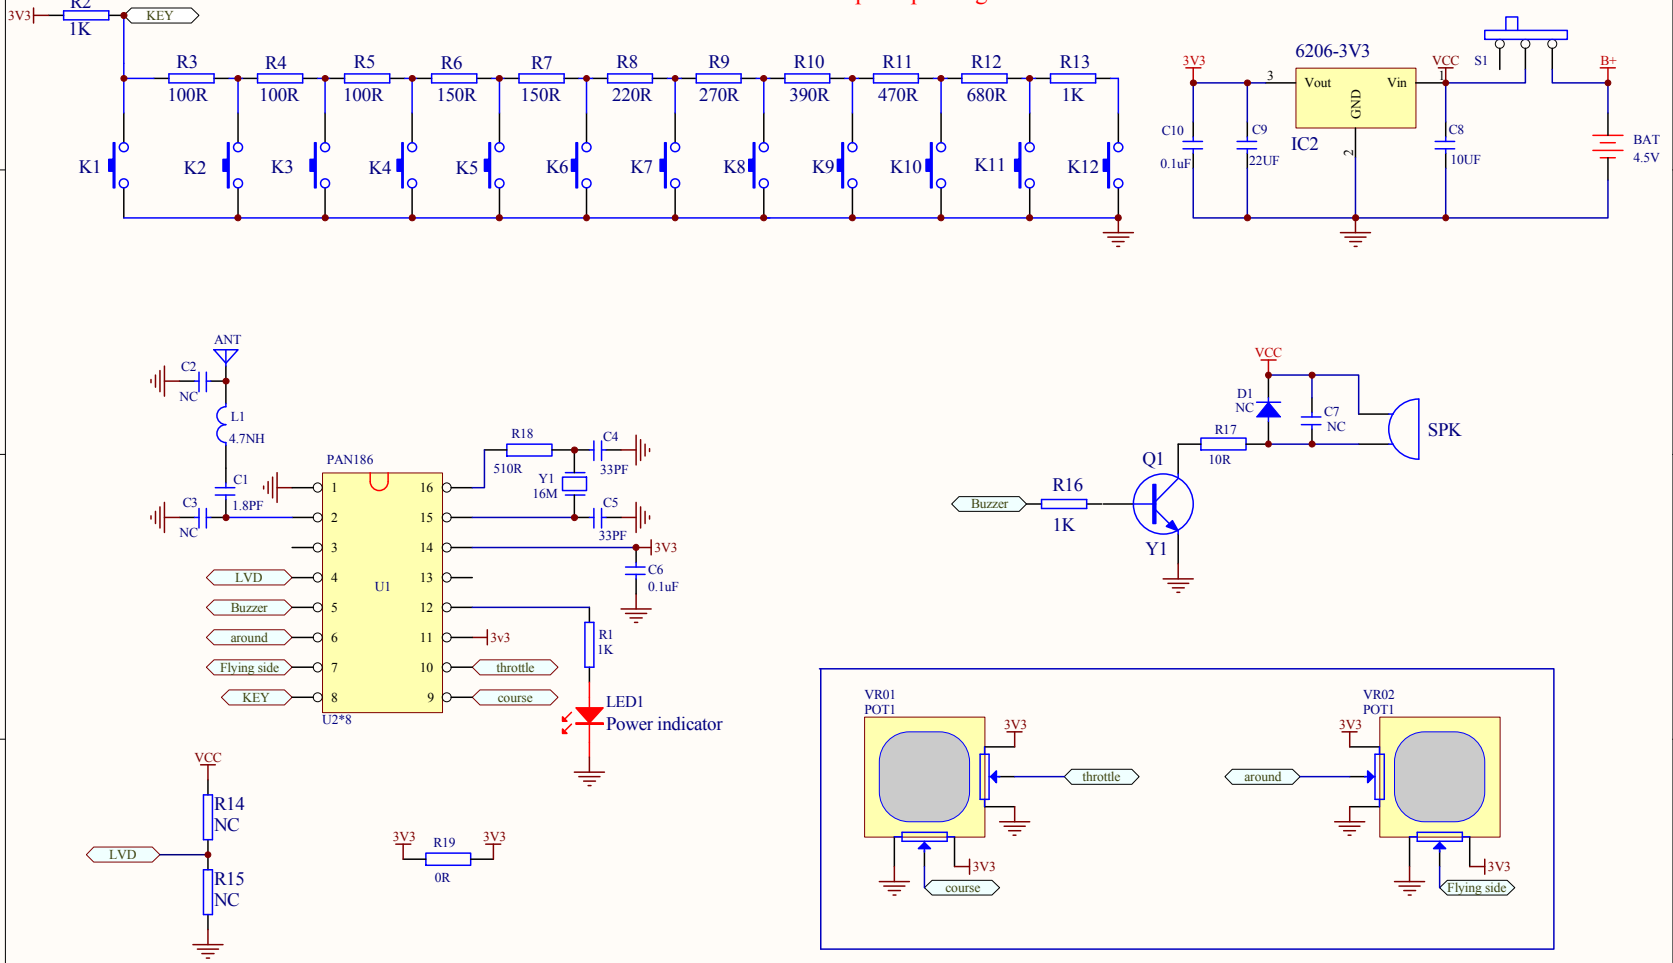 R2
3V3
KEY
1K
R3 R4 R5 R6 R7 R8 R9 R10 R11 R12 R13
100R 100R 100R 150R 150R 220R 270R 390R 470R 680R 1K
K1 K2 K3 K4 K5 K6 K7 K8 K9 K10 K11 K12
6206-3V3
3V3 3 Vout Vin 1 VCC S1 B+
GND
C10 C9 IC2 2 C8 BAT
0.1uF 22UF 10UF 4.5V
ANT
C2
NC
L1
4.7NH
C1
1.8PF
C3
NC
PAN186
R18
510R
C4
33PF
Y1
16M
C5
33PF
1 16
2 15
3 14 3V3
C6
0.1uF
LVD 4 13
U1
Buzzer 5 12
around 6 11 3v3
Flying side 7 10 throttle
KEY 8 9 course
U2*8
R1
1K
LED1
Power indicator
VCC
D1
NC
C7
NC
SPK
R17
10R
Q1
Buzzer
R16
1K
Y1
VCC
R14
NC
LVD
R15
NC
3V3 R19 3V3
0R
VR01
POT1
3V3
throttle
3V3
course
VR02
POT1
3V3
around
3V3
Flying side